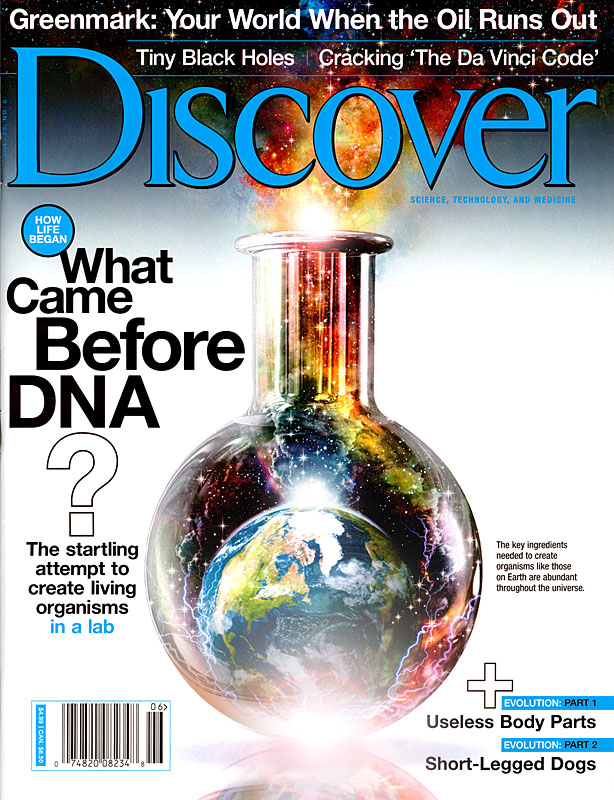 Greenmark: Your World When the Oil Runs Out
Tiny Black Holes | Cracking ‘The Da Vinci Code’
DISCOVER
SCIENCE, TECHNOLOGY, AND MEDICINE
HOW
LIFE
BEGAN
What
Came
Before
DNA
?
The startling
attempt to
create living
organisms
in a lab
The key ingredients
needed to create
organisms like those
on Earth are abundant
throughout the universe.
+
EVOLUTION: PART 1
Useless Body Parts
EVOLUTION: PART 2
Short-Legged Dogs
$4.99 | CAN. $6.50
06>
0 74820 08234 8